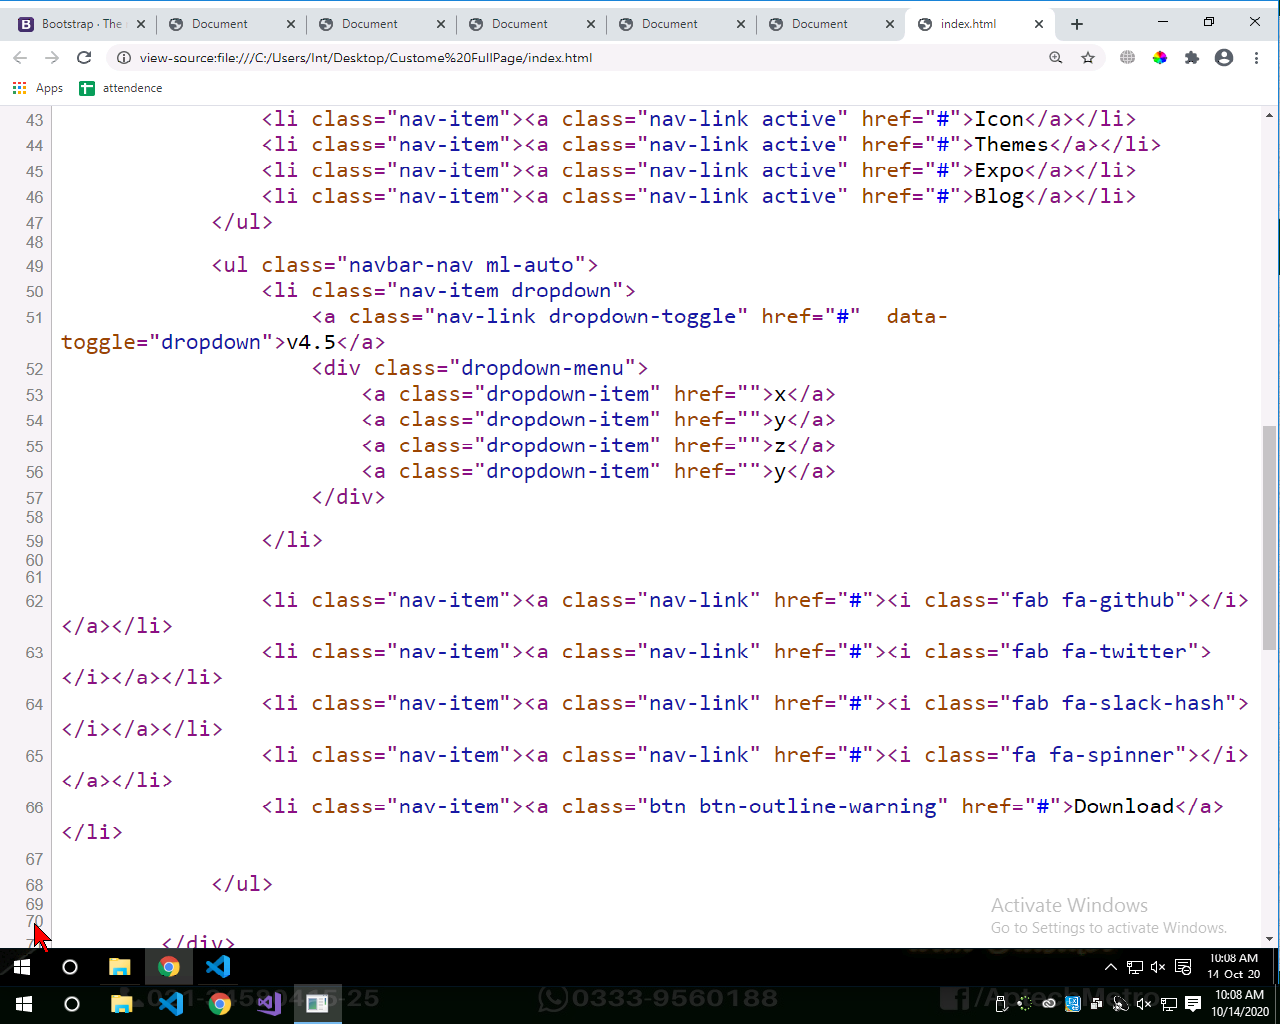 Bootstrap · The
Document
Document
Document
Document
Document
index.html
view-source:file:///C:/Users/Int/Desktop/Custome%20FullPage/index.html
Apps
attendence
43 <li class="nav-item"><a class="nav-link active" href="#">Icon</a></li>
44 <li class="nav-item"><a class="nav-link active" href="#">Themes</a></li>
45 <li class="nav-item"><a class="nav-link active" href="#">Expo</a></li>
46 <li class="nav-item"><a class="nav-link active" href="#">Blog</a></li>
47 </ul>
48
49 <ul class="navbar-nav ml-auto">
50 <li class="nav-item dropdown">
51 <a class="nav-link dropdown-toggle" href="#"  data-
toggle="dropdown">v4.5</a>
52 <div class="dropdown-menu">
53 <a class="dropdown-item" href="">x</a>
54 <a class="dropdown-item" href="">y</a>
55 <a class="dropdown-item" href="">z</a>
56 <a class="dropdown-item" href="">y</a>
57 </div>
58
59 </li>
60
61
62 <li class="nav-item"><a class="nav-link" href="#"><i class="fab fa-github"></i>
</a></li>
63 <li class="nav-item"><a class="nav-link" href="#"><i class="fab fa-twitter">
</i></a></li>
64 <li class="nav-item"><a class="nav-link" href="#"><i class="fab fa-slack-hash">
</i></a></li>
65 <li class="nav-item"><a class="nav-link" href="#"><i class="fa fa-spinner"></i>
</a></li>
66 <li class="nav-item"><a class="btn btn-outline-warning" href="#">Download</a>
</li>
67
68 </ul>
69
70
</div>
Activate Windows
Go to Settings to activate Windows.
10:08 AM
14 Oct 20
0333-9560188
/AptechMetro
10:08 AM
10/14/2020